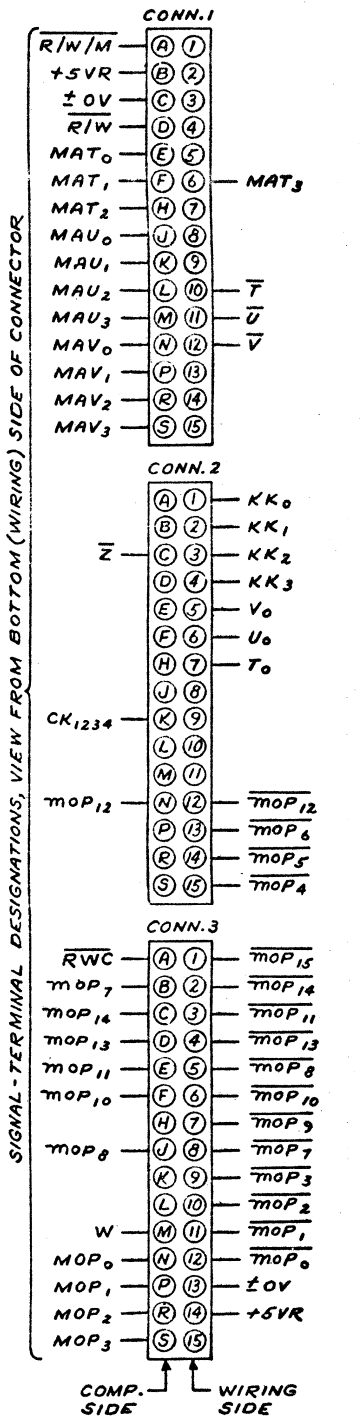 CONN.1
R/W/M A 1
+5VR B 2
± 0V C 3
R/W D 4
MAT₀ E 5
MAT₁ F 6 MAT₃
MAT₂ H 7
MAU₀ J 8
MAU₁ K 9
MAU₂ L 10 T̅
MAU₃ M 11 U̅
MAV₀ N 12 V̅
MAV₁ P 13
MAV₂ R 14
MAV₃ S 15
CONN.2
A 1 KK₀
B 2 KK₁
Z̅ C 3 KK₂
D 4 KK₃
E 5 V₀
F 6 U₀
H 7 T₀
J 8
CK₁₂₃₄ K 9
L 10
M 11
mOP₁₂ N 12 mOP₁₂
P 13 mOP₆
R 14 mOP₅
S 15 mOP₄
CONN.3
RWC A 1 mOP₁₅
mOP₇ B 2 mOP₁₄
mOP₁₄ C 3 mOP₁₁
mOP₁₃ D 4 mOP₁₃
mOP₁₁ E 5 mOP₈
mOP₁₀ F 6 mOP₁₀
H 7 mOP₉
mOP₈ J 8 mOP₇
K 9 mOP₃
L 10 mOP₂
W M 11 mOP₁
MOP₀ N 12 mOP₀
MOP₁ P 13 ±0V
MOP₂ R 14 +5VR
MOP₃ S 15
COMP. SIDE
WIRING SIDE
SIGNAL-TERMINAL DESIGNATIONS, VIEW FROM BOTTOM (WIRING) SIDE OF CONNECTOR